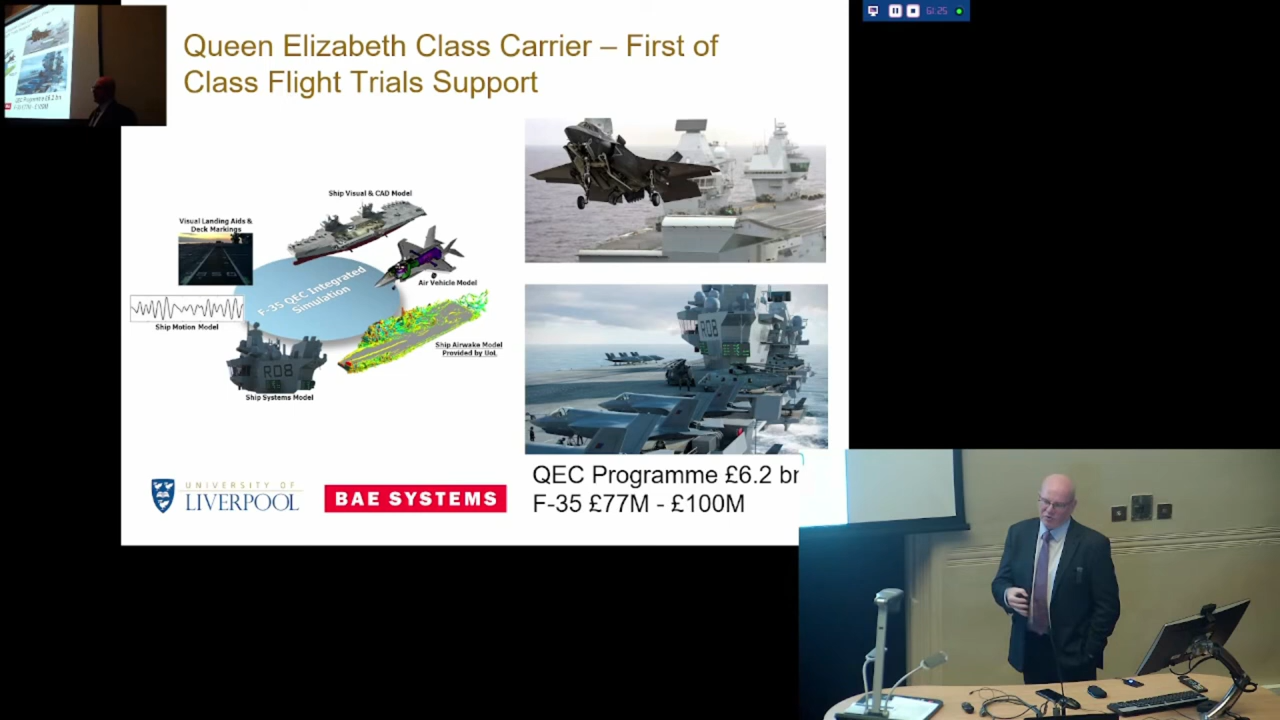 Queen Elizabeth Class Carrier – First of
Class Flight Trials Support
Ship Visual & CAD Model
Visual Landing Aids &
Deck Markings
F-35 QEC Integrated
Simulation
Air Vehicle Model
Ship Motion Model
Ship Airwake Model
Provided by UoL
R08
Ship Systems Model
R08
UNIVERSITY OF
LIVERPOOL
BAE SYSTEMS
QEC Programme £6.2 bn
F-35 £77M - £100M